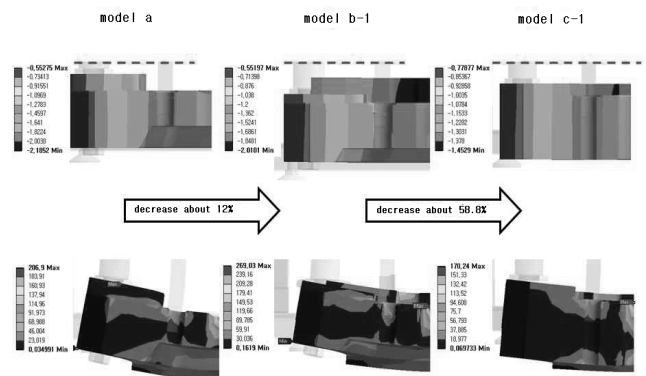 model a
model b-1
model c-1
-0,55275 Max
-0,73413
-0,91551
-1,0969
-1,2783
-1,4597
-1,641
-1,8224
-2,0038
-2,1852 Min
-0,55197 Max
-0,71398
-0,876
-1,038
-1,2
-1,362
-1,5241
-1,6861
-1,8481
-2,0101 Min
-0,77877 Max
-0,85367
-0,92858
-1,0035
-1,0784
-1,1533
-1,2282
-1,3031
-1,378
-1,4529 Min
decrease about 12%
decrease about 58.8%
206,9 Max
183,91
160,93
137,94
114,96
91,973
68,988
46,004
23,019
0,034991 Min
269,03 Max
239,16
209,28
179,41
149,53
119,66
89,785
59,91
30,036
0,1619 Min
170,24 Max
151,33
132,42
113,52
94,608
75,7
56,793
37,885
18,977
0,069733 Min